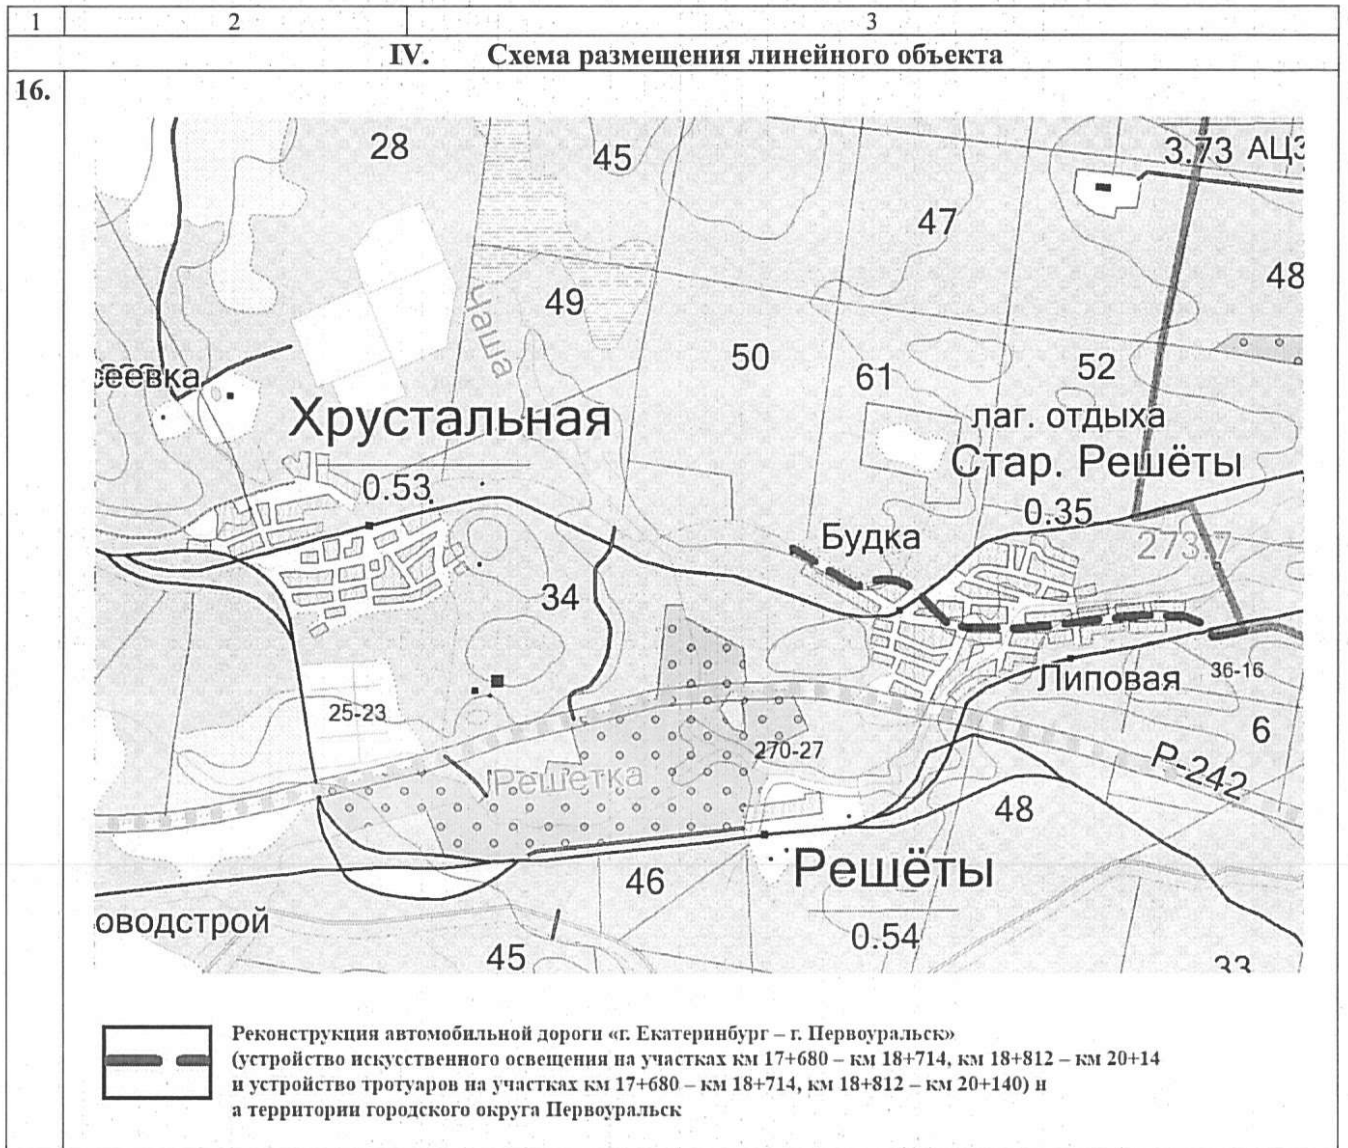 1 2 3
IV. Схема размещения линейного объекта
16.
28
45
3.73 АЦЗ
47
48
49
Чаша
50
61
52
сеевка
Хрустальная
лаг. отдыха
Стар. Решёты
0.53
0.35
Будка
273.7
34
Липовая
36-16
25-23
270-27
6
Решетка
Р-242
48
Решёты
46
оводстрой
0.54
45
33
Реконструкция автомобильной дороги «г. Екатеринбург – г. Первоуральск»
(устройство искусственного освещения на участках км 17+680 – км 18+714, км 18+812 – км 20+14
и устройство тротуаров на участках км 17+680 – км 18+714, км 18+812 – км 20+140) н
а территории городского округа Первоуральск